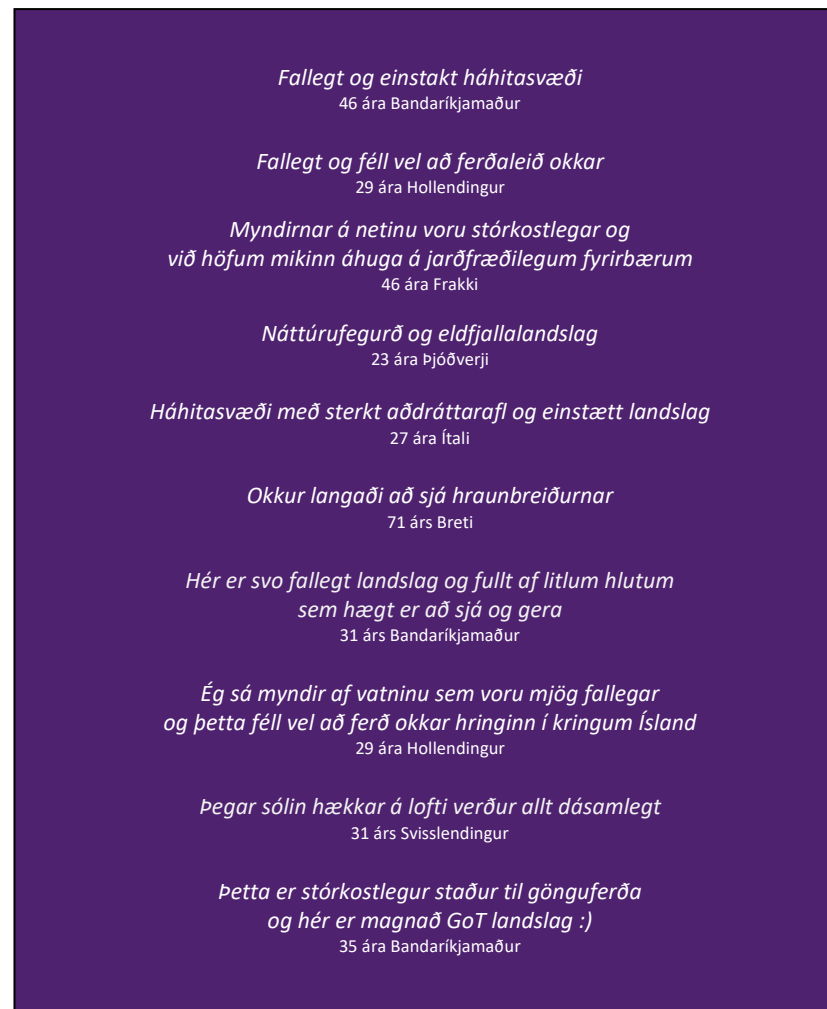 Fallegt og einstakt háhitasvæði
46 ára Bandaríkjamaður
Fallegt og féll vel að ferðaleið okkar
29 ára Hollendingur
Myndirnar á netinu voru stórkostlegar og
við höfum mikinn áhuga á jarðfræðilegum fyrirbærum
46 ára Frakki
Náttúrufegurð og eldfjallalandslag
23 ára Þjóðverji
Háhitasvæði með sterkt aðdráttarafl og einstætt landslag
27 ára Ítali
Okkur langaði að sjá hraunbreiðurnar
71 árs Breti
Hér er svo fallegt landslag og fullt af litlum hlutum
sem hægt er að sjá og gera
31 árs Bandaríkjamaður
Ég sá myndir af vatninu sem voru mjög fallegar
og þetta féll vel að ferð okkar hringinn í kringum Ísland
29 ára Hollendingur
Þegar sólin hækkar á lofti verður allt dásamlegt
31 árs Svisslendingur
Þetta er stórkostlegur staður til gönguferða
og hér er magnað GoT landslag :)
35 ára Bandaríkjamaður